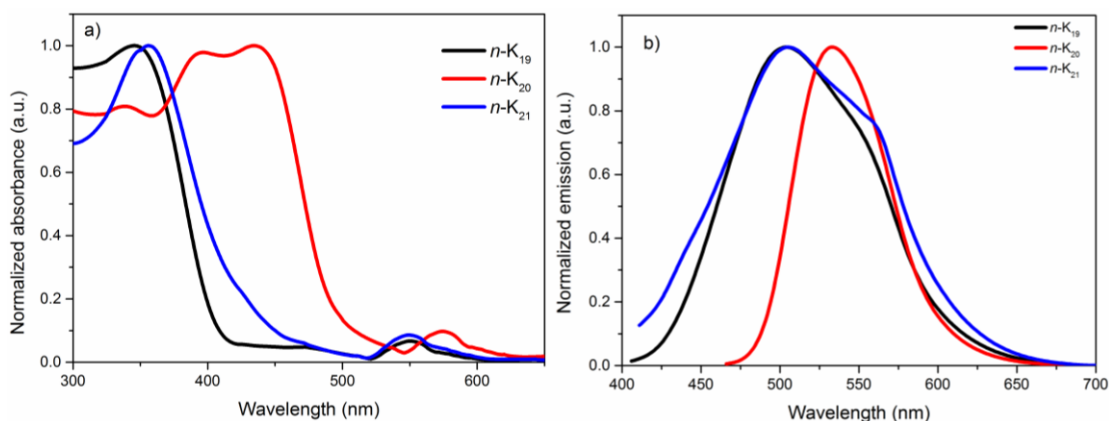 a)
n-K₁₉
n-K₂₀
n-K₂₁
Normalized absorbance (a.u.)
1.0
0.8
0.6
0.4
0.2
0.0
300 400 500 600
Wavelength (nm)
b)
n-K₁₉
n-K₂₀
n-K₂₁
Normalized emission (a.u.)
1.0
0.8
0.6
0.4
0.2
0.0
400 450 500 550 600 650 700
Wavelength (nm)